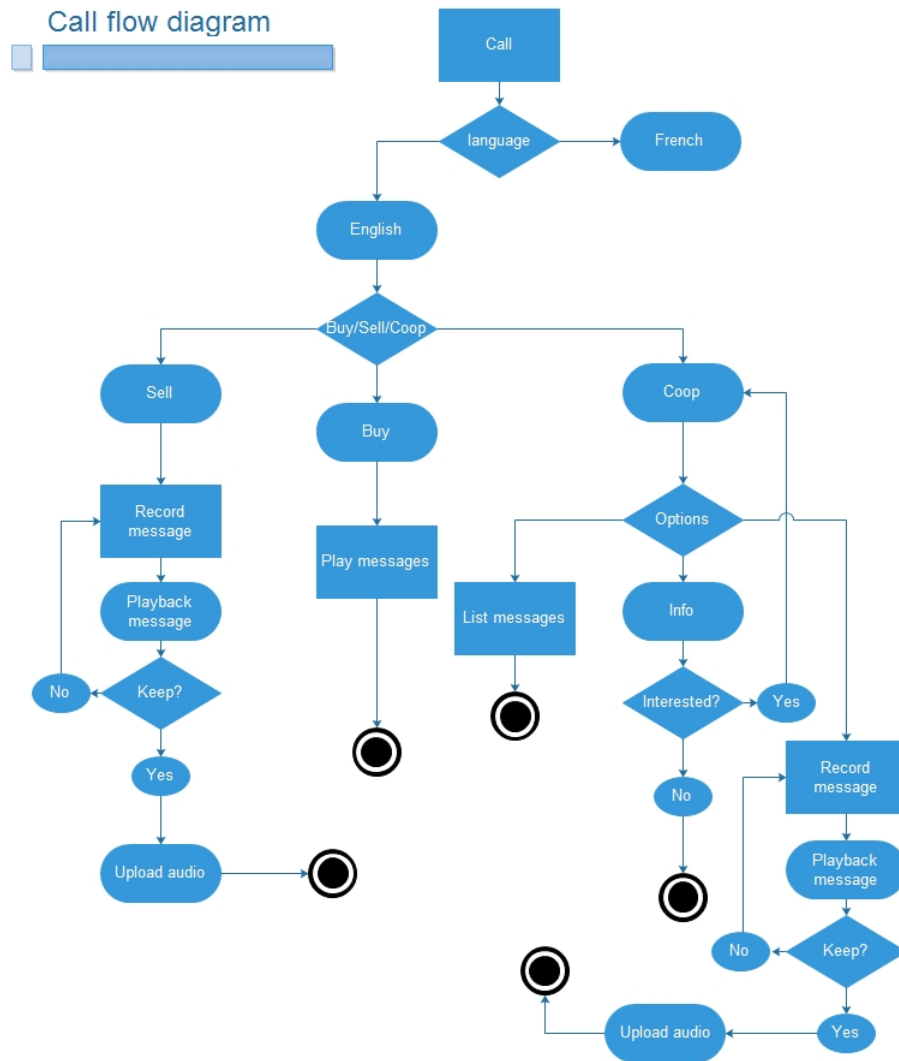 Call flow diagram
Call
language
French
English
Buy/Sell/Coop
Sell
Coop
Buy
Record
message
Options
Play messages
Playback
message
List messages
Info
No
Keep?
Interested?
Yes
Yes
No
Record
message
Upload audio
Playback
message
No
Keep?
Upload audio
Yes